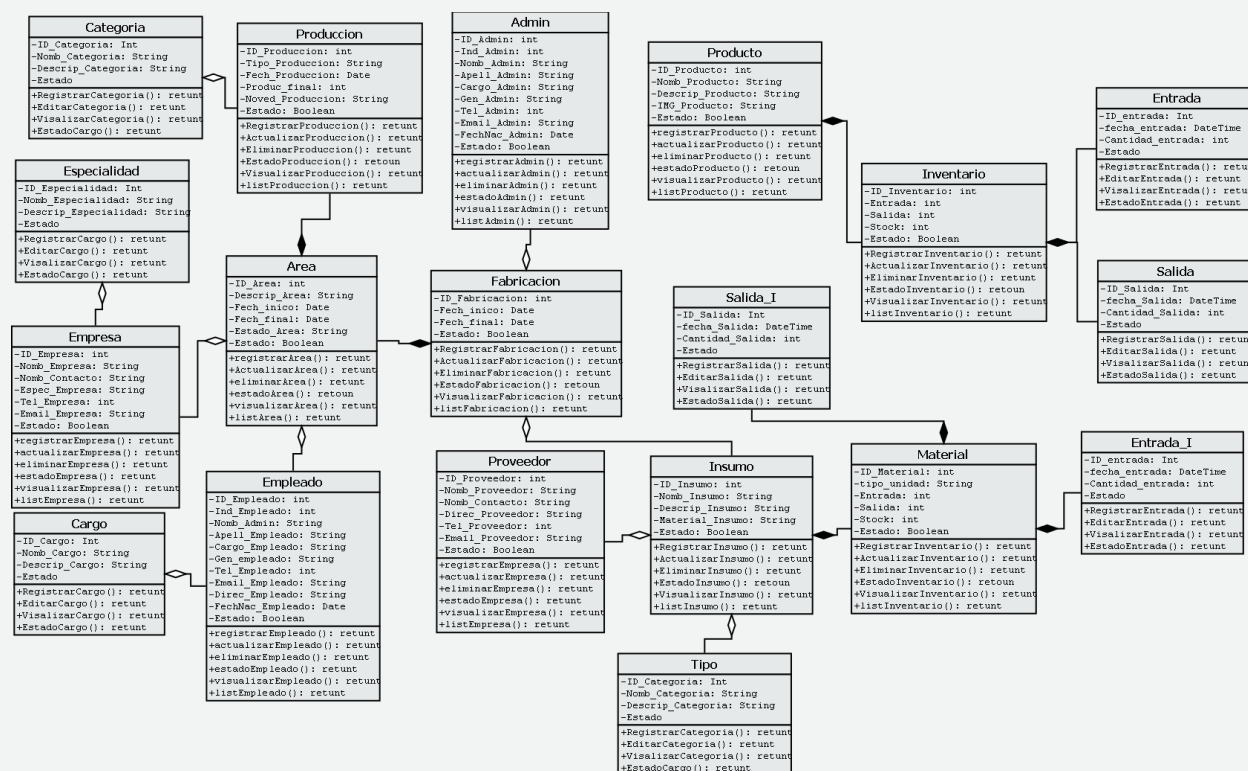 Categoria
-ID_Categoria: Int
-Nomb_Categoria: String
-Descrip_Categoria: String
-Estado
+RegistrarCategoria(): retunt
+EditarCategoria(): retunt
+VisalizarCategoria(): retunt
+EstadoCargo(): retunt
Produccion
-ID_Produccion: int
-Tipo_Produccion: String
-Fech_Produccion: Date
-Produc_final: int
-Noved_Produccion: String
-Estado: Boolean
+RegistrarProduccion(): retunt
+ActualizarProduccion(): retunt
+EliminarProduccion(): retunt
+EstadoProduccion(): retoun
+VisualizarProduccion(): retunt
+listProduccion(): retunt
Admin
-ID_Admin: int
-Ind_Admin: int
-Nomb_Admin: String
-Apell_Admin: String
-Cargo_Admin: String
-Gen_Admin: String
-Tel_Admin: int
-Email_Admin: String
-FechNac_Admin: Date
-Estado: Boolean
+registrarAdmin(): retunt
+actualizarAdmin(): retunt
+eliminarAdmin(): retunt
+estadoAdmin(): retunt
+visualizarAdmin(): retunt
+listAdmin(): retunt
Producto
-ID_Producto: int
-Nomb_Producto: String
-Descrip_Producto: String
-IMG_Producto: String
-Estado: Boolean
+registrarProducto(): retunt
+actualizarProducto(): retunt
+eliminarProducto(): retunt
+estadoProducto(): retoun
+visualizarProducto(): retunt
+listProducto(): retunt
Entrada
-ID_entrada: Int
-fecha_entrada: DateTime
-Cantidad_entrada: int
-Estado
+RegistrarEntrada(): retunt
+EditarEntrada(): retunt
+VisalizarEntrada(): retunt
+EstadoEntrada(): retunt
Especialidad
-ID_Especialidad: Int
-Nomb_Especialidad: String
-Descrip_Especialidad: String
-Estado
+RegistrarCargo(): retunt
+EditarCargo(): retunt
+VisalizarCargo(): retunt
+EstadoCargo(): retunt
Inventario
-ID_Inventario: int
-Entrada: int
-Salida: int
-Stock: int
-Estado: Boolean
+RegistrarInventario(): retunt
+ActualizarInventario(): retunt
+EliminarInventario(): retunt
+EstadoInventario(): retoun
+VisualizarInventario(): retunt
+listInventario(): retunt
Area
-ID_Area: int
-Descrip_Area: String
-Fech_inico: Date
-Fech_final: Date
-Estado_Area: String
-Estado: Boolean
+registrarArea(): retunt
+ActualizarArea(): retunt
+eliminarArea(): retunt
+estadoArea(): retoun
+visualizarArea(): retunt
+listArea(): retunt
Fabricacion
-ID_Fabricacion: int
-Fech_inico: Date
-Fech_final: Date
-Estado: Boolean
+RegistrarFabricacion(): retunt
+ActualizarFabricacion(): retunt
+EliminarFabricacion(): retunt
+EstadoFabricacion(): retoun
+VisualizarFabricacion(): retunt
+listFabricacion(): retunt
Salida
-ID_Salida: Int
-fecha_Salida: DateTime
-Cantidad_Salida: int
-Estado
+RegistrarSalida(): retunt
+EditarSalida(): retunt
+VisalizarSalida(): retunt
+EstadoSalida(): retunt
Salida_I
-ID_Salida: Int
-fecha_Salida: DateTime
-Cantidad_Salida: int
-Estado
+RegistrarSalida(): retunt
+EditarSalida(): retunt
+VisalizarSalida(): retunt
+EstadoSalida(): retunt
Empresa
-ID_Empresa: int
-Nomb_Empresa: String
-Nomb_Contacto: String
-Espec_Empresa: String
-Tel_Empresa: int
-Email_Empresa: String
-Estado: Boolean
+registrarEmpresa(): retunt
+actualizarEmpresa(): retunt
+eliminarEmpresa(): retunt
+estadoEmpresa(): retunt
+visualizarEmpresa(): retunt
+listEmpresa(): retunt
Empleado
-ID_Empleado: int
-Ind_Empleado: int
-Nomb_Admin: String
-Apell_Empleado: String
-Cargo_Empleado: String
-Gen_empleado: String
-Tel_Empleado: int
-Email_Empleado: String
-Direc_Empleado: String
-FechNac_Empleado: Date
-Estado: Boolean
+registrarEmpleado(): retunt
+actualizarEmpleado(): retunt
+eliminarEmpleado(): retunt
+estadoEmpleado(): retunt
+visualizarEmpleado(): retunt
+listEmpleado(): retunt
Proveedor
-ID_Proveedor: int
-Nomb_Proveedor: String
-Nomb_Contacto: String
-Direc_Proveedor: String
-Tel_Proveedor: int
-Email_Proveedor: String
-Estado: Boolean
+registrarEmpresa(): retunt
+actualizarEmpresa(): retunt
+eliminarEmpresa(): retunt
+estadoEmpresa(): retunt
+visualizarEmpresa(): retunt
+listEmpresa(): retunt
Insumo
-ID_Insumo: int
-Nomb_Insumo: String
-Descrip_Insumo: String
-Material_Insumo: String
-Estado: Boolean
+RegistrarInsumo(): retunt
+ActualizarInsumo(): retunt
+EliminarInsumo(): retunt
+EstadoInsumo(): retoun
+VisualizarInsumo(): retunt
+listInsumo(): retunt
Material
-ID_Material: int
-tipo_unidad: String
-Entrada: int
-Salida: int
-Stock: int
-Estado: Boolean
+RegistrarInventario(): retunt
+ActualizarInventario(): retunt
+EliminarInventario(): retunt
+EstadoInventario(): retoun
+VisualizarInventario(): retunt
+listInventario(): retunt
Entrada_I
-ID_entrada: Int
-fecha_entrada: DateTime
-Cantidad_entrada: int
-Estado
+RegistrarEntrada(): retunt
+EditarEntrada(): retunt
+VisalizarEntrada(): retunt
+EstadoEntrada(): retunt
Cargo
-ID_Cargo: Int
-Nomb_Cargo: String
-Descrip_Cargo: String
-Estado
+RegistrarCargo(): retunt
+EditarCargo(): retunt
+VisalizarCargo(): retunt
+EstadoCargo(): retunt
Tipo
-ID_Categoria: Int
-Nomb_Categoria: String
-Descrip_Categoria: String
-Estado
+RegistrarCategoria(): retunt
+EditarCategoria(): retunt
+VisalizarCategoria(): retunt
+EstadoCargo(): retunt